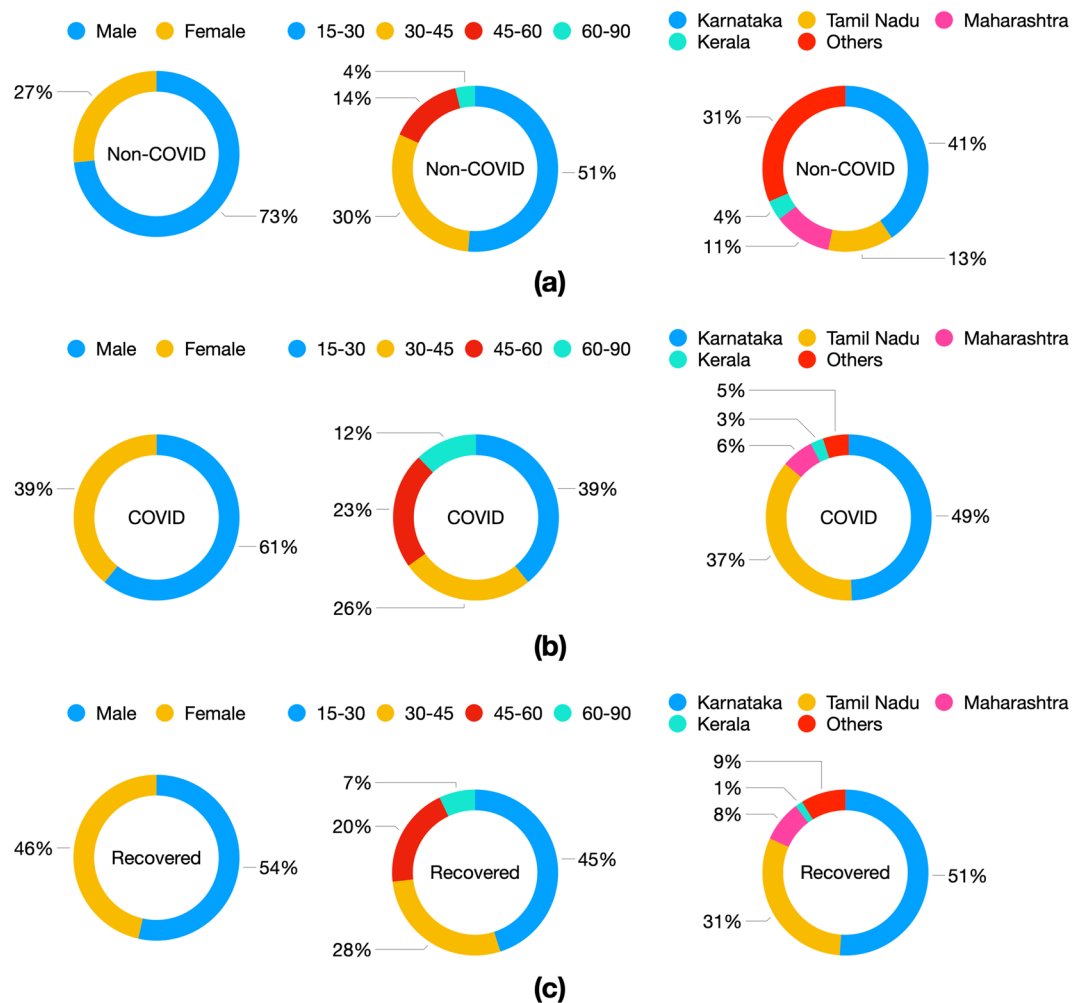 Male Female
15-30 30-45 45-60 60-90
Karnataka Tamil Nadu Maharashtra
Kerala Others
27%
Non-COVID
73%
4%
14%
Non-COVID
51%
30%
31%
41%
Non-COVID
4%
11%
13%
(a)
Male Female
15-30 30-45 45-60 60-90
Karnataka Tamil Nadu Maharashtra
Kerala Others
39%
COVID
61%
12%
39%
23%
COVID
26%
5%
3%
6%
COVID
49%
37%
(b)
Male Female
15-30 30-45 45-60 60-90
Karnataka Tamil Nadu Maharashtra
Kerala Others
46%
Recovered
54%
7%
20%
45%
Recovered
28%
9%
1%
8%
Recovered
51%
31%
(c)